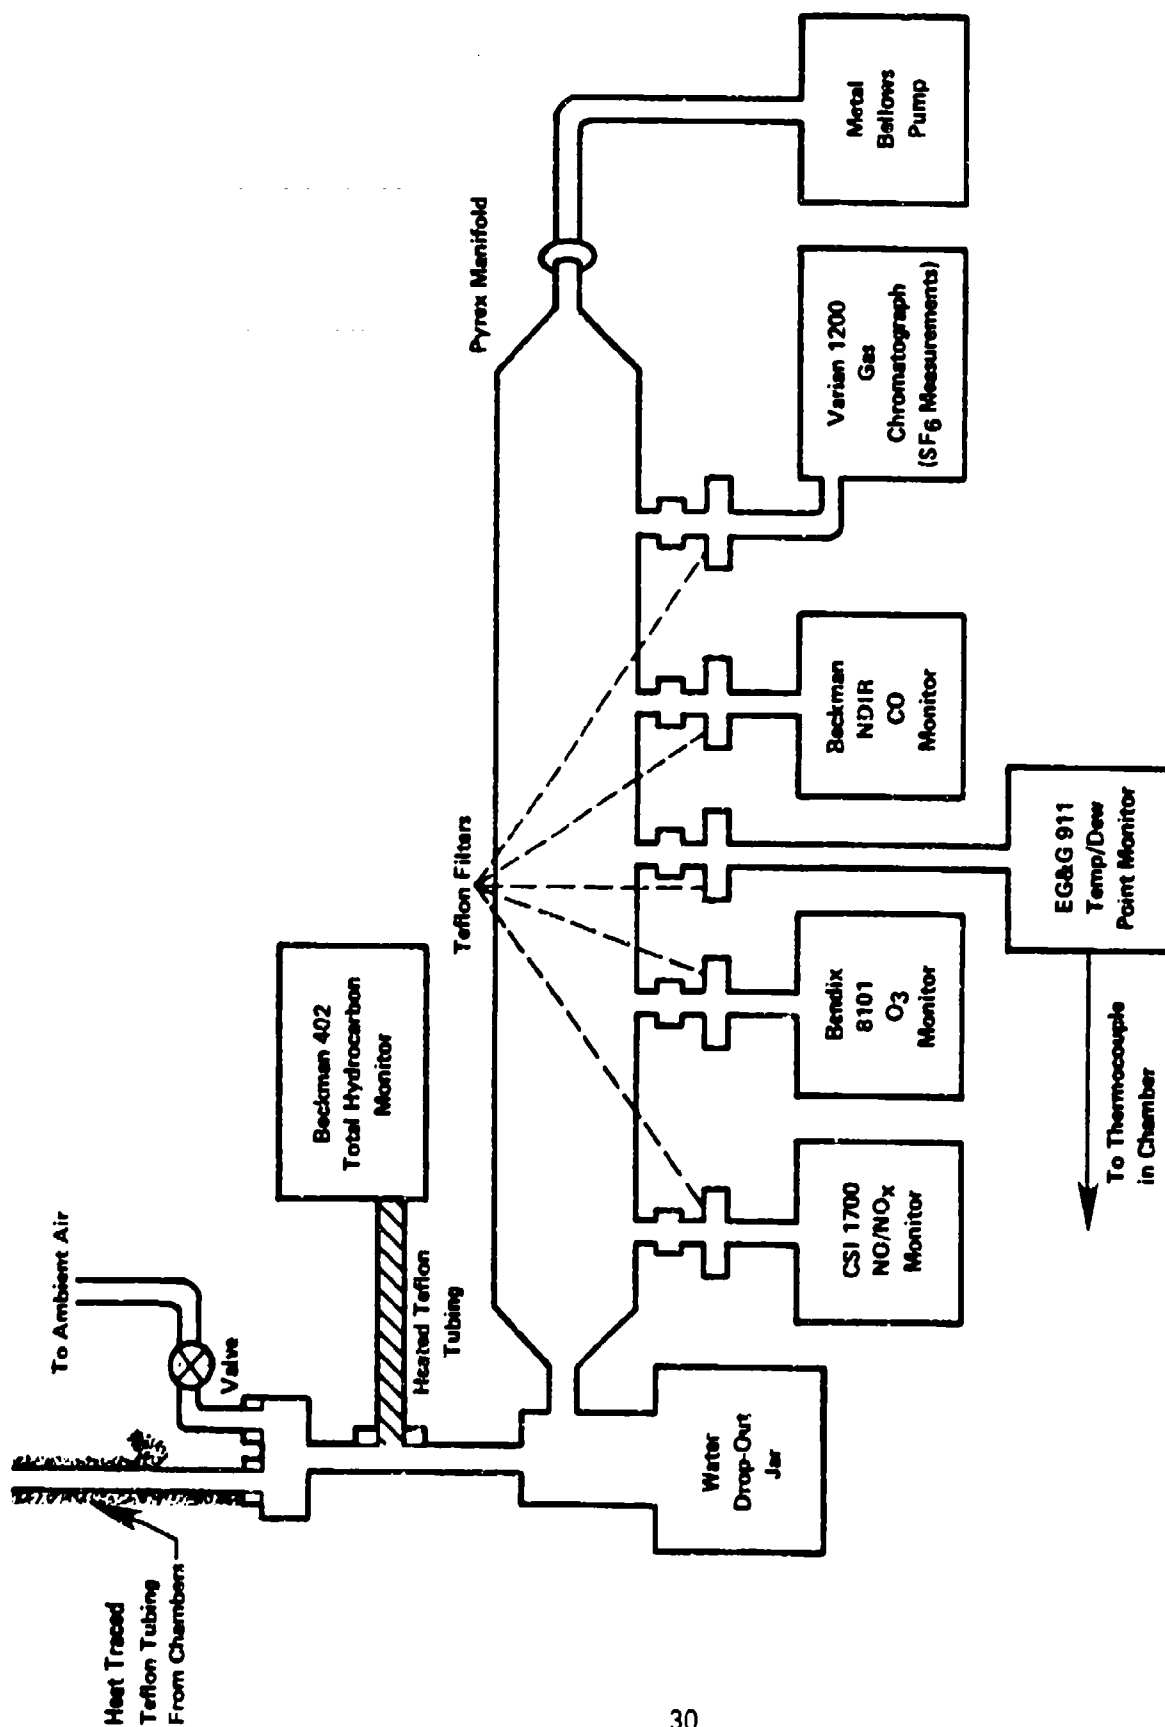 Heat Traced
Teflon Tubing
From Chambers
To Ambient Air
Valve
Beckman 402
Total Hydrocarbon
Monitor
Heated Teflon
Tubing
Water
Drop-Out
Jar
Teflon Filters
Pyrex Manifold
CSI 1700
NO/NOx
Monitor
Bendix
8101
O3
Monitor
EG&G 911
Temp/Dew
Point Monitor
To Thermocouple
in Chamber
Beckman
NDIR
CO
Monitor
Varian 1200
Gas
Chromatograph
(SF6 Measurements)
Metal
Bellows
Pump
30